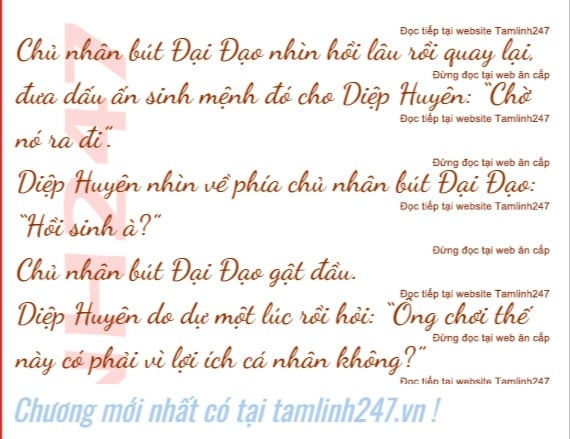 Đọc tiếp tại website Tamlinh247
Chủ nhân bút Đại Đạo nhìn hồi lâu rồi quay lại,
Đừng đọc tại web ăn cắp
đưa dấu ấn sinh mệnh đó cho Diệp Huyên: “Chờ
Đọc tiếp tại website Tamlinh247
nó ra đi”.
Đừng đọc tại web ăn cắp
Diệp Huyên nhìn về phía chủ nhân bút Đại Đạo:
Đọc tiếp tại website Tamlinh247
“Hồi sinh à?”
Đừng đọc tại web ăn cắp
Chủ nhân bút Đại Đạo gật đầu.
Đọc tiếp tại website Tamlinh247
Diệp Huyên do dự một lúc rồi hỏi: “Ông chơi thế
Đừng đọc tại web ăn cắp
này có phải vì lợi ích cá nhân không?”
Đọc tiếp tại website Tamlinh247
NH247
Chương mới nhất có tại tamlinh247.vn !